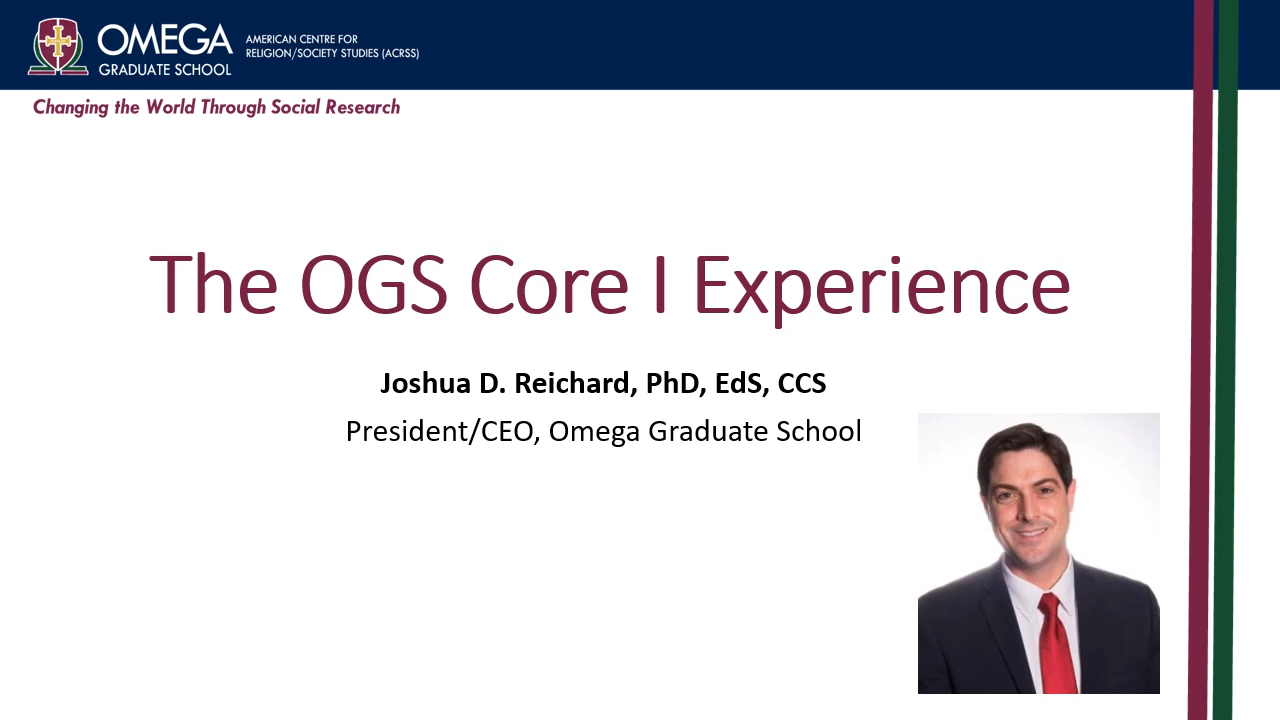 OMEGA
GRADUATE SCHOOL
AMERICAN CENTRE FOR
RELIGION/SOCIETY STUDIES (ACRSS)
Changing the World Through Social Research
The OGS Core I Experience
Joshua D. Reichard, PhD, EdS, CCS
President/CEO, Omega Graduate School